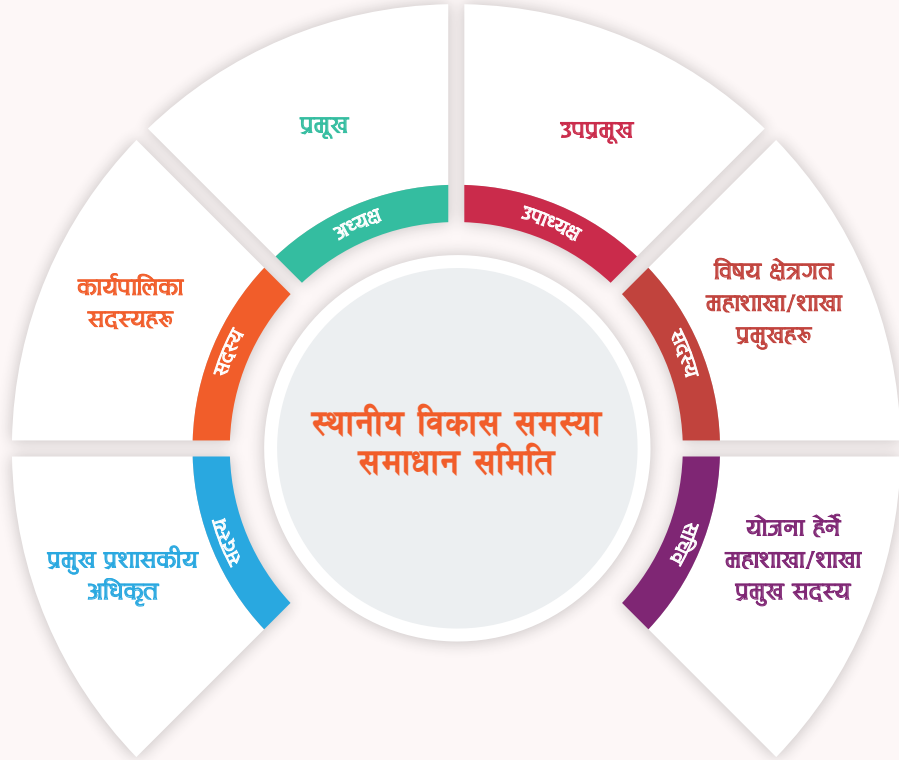 प्रमूख
उपप्रमूख
अध्यक्ष
उपाध्यक्ष
कार्यपालिका
सदस्यहरू
सदस्य
विषय क्षेत्रगत
महाशाखा/शाखा
प्रमुखहरू
सदस्य
स्थानीय विकास समस्या
समाधान समिति
प्रमुख प्रशासकीय
अधिकृत
सदस्य
योजना हेर्ने
महाशाखा/शाखा
प्रमुख सदस्य
सचिव